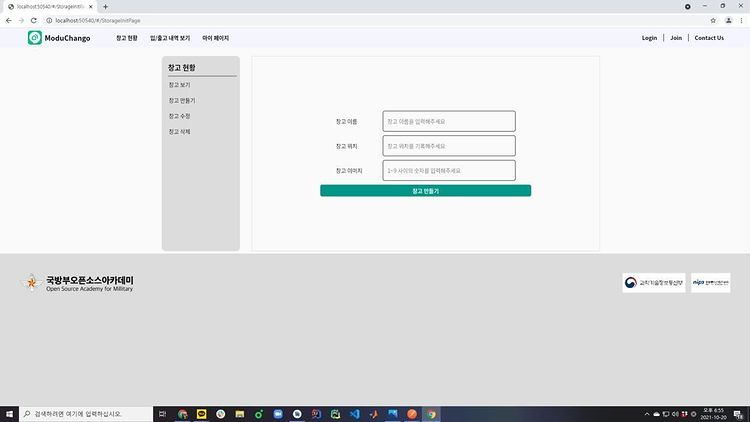 localhost:50540/#/StorageInitPa
localhost:50540/#/StorageInitPage
ModuChango
창고 현황
입/출고 내역 보기
마이 페이지
Login
Join
Contact Us
창고 현황
창고 보기
창고 만들기
창고 수정
창고 삭제
창고 이름
창고 이름을 입력해주세요
창고 위치
창고 위치를 기록해주세요
창고 이미지
1~9 사이의 숫자를 입력해주세요
창고 만들기
국방부오픈소스아카데미
Open Source Academy for Military
과학기술정보통신부
nipa
검색하려면 여기에 입력하십시오.
오후 6:55
2021-10-20